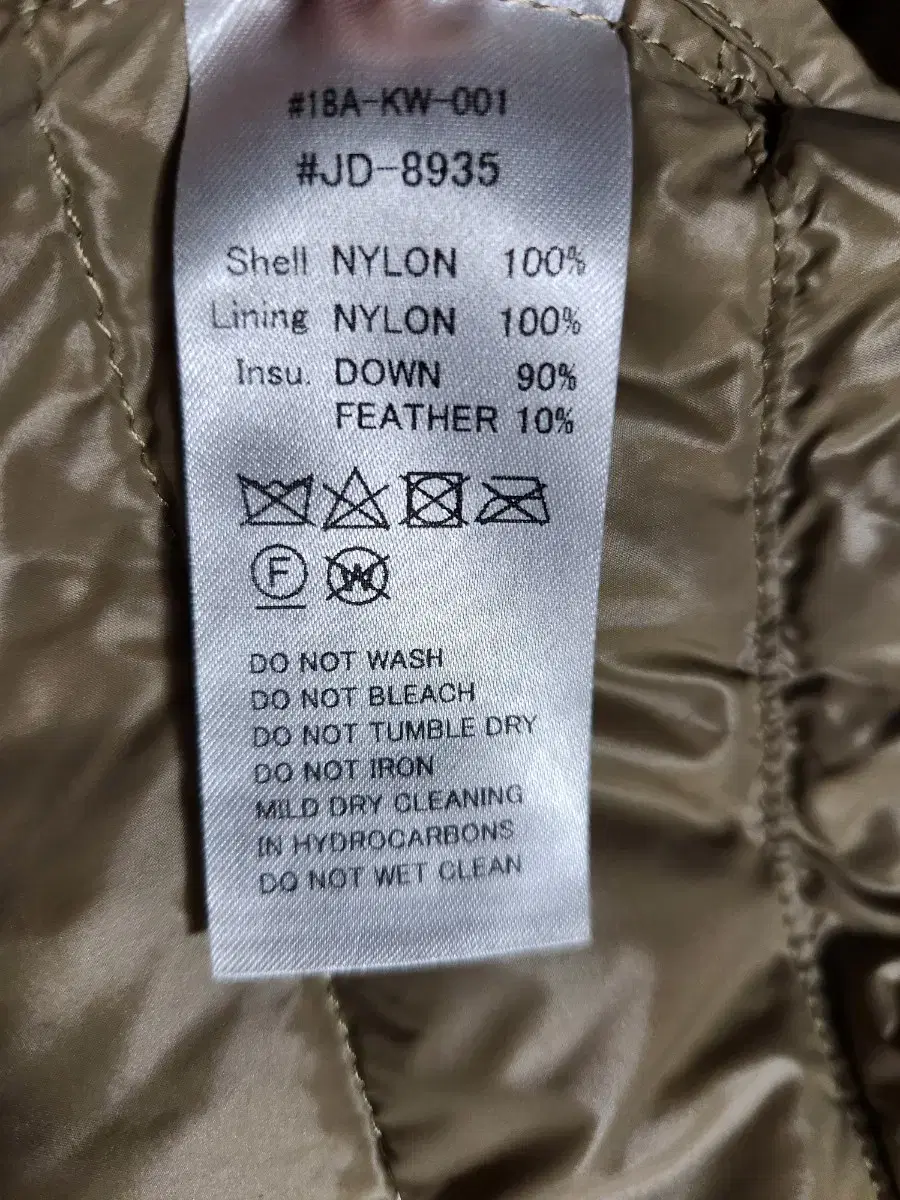 #18A-KW-001
#JD-8935
Shell NYLON 100%
Lining NYLON 100%
Insu. DOWN 90%
FEATHER 10%
F W
DO NOT WASH
DO NOT BLEACH
DO NOT TUMBLE DRY
DO NOT IRON
MILD DRY CLEANING
IN HYDROCARBONS
DO NOT WET CLEAN